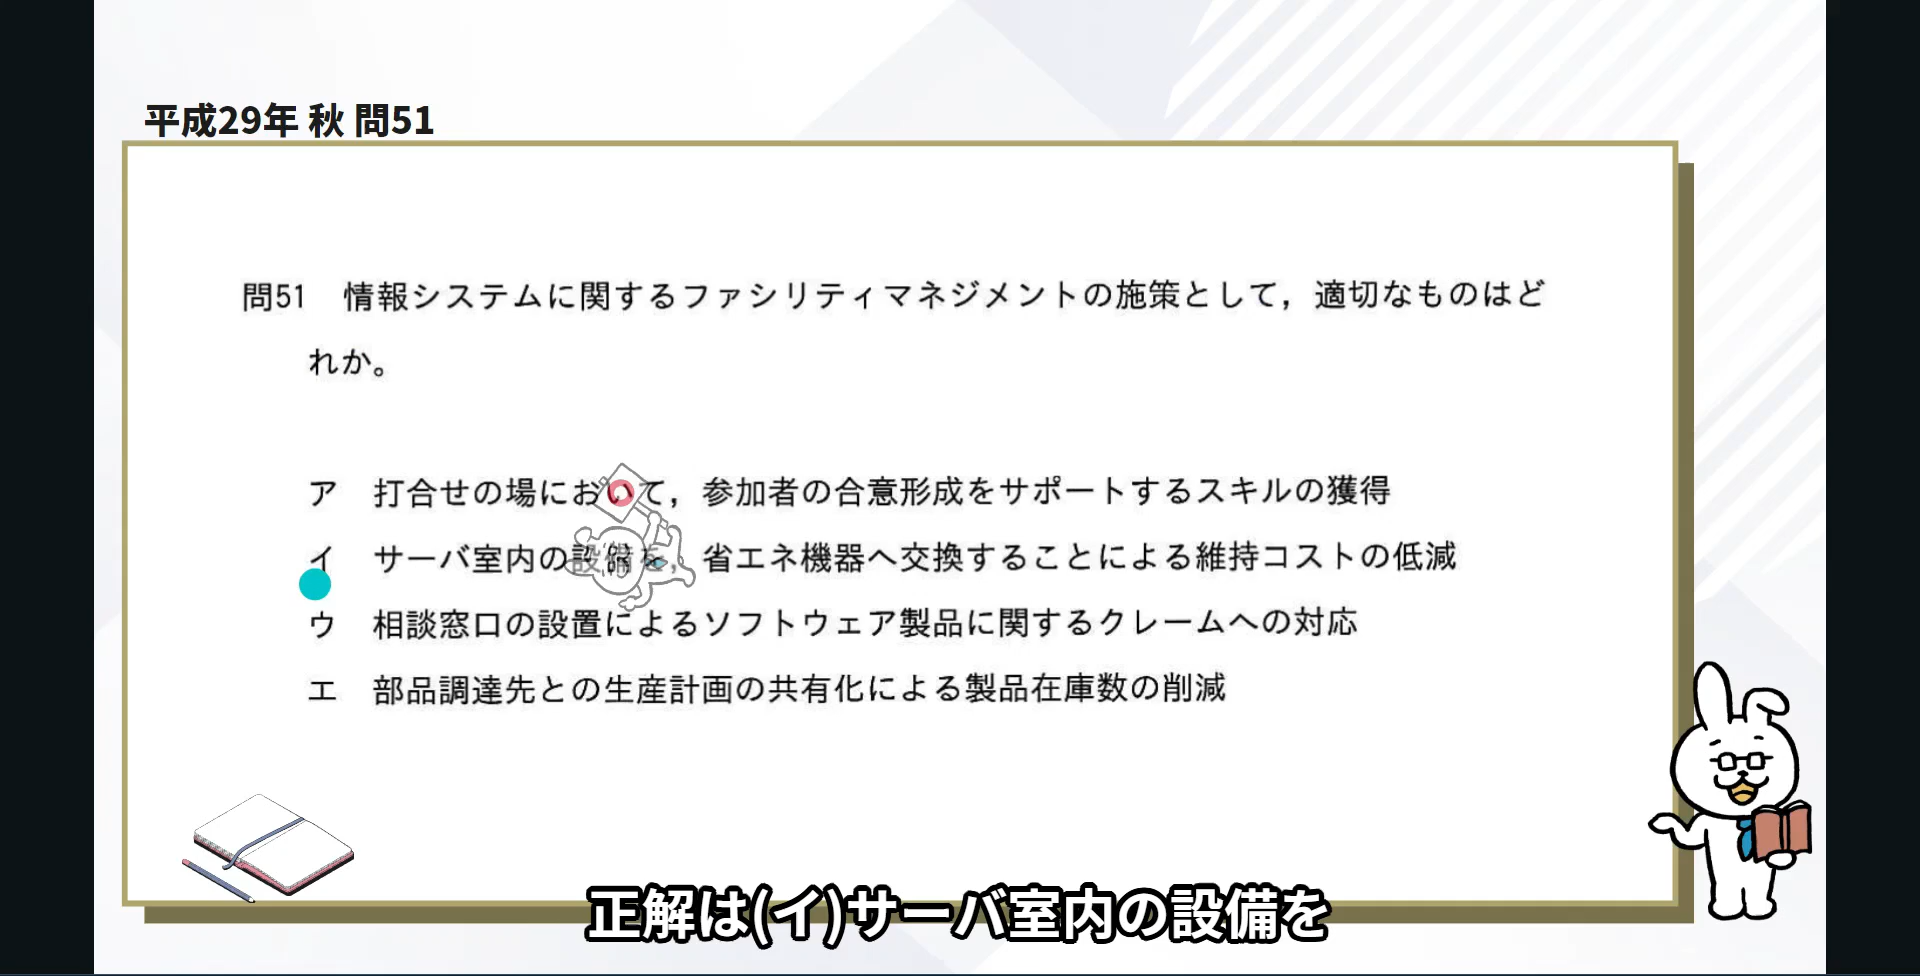 平成29年 秋 問51
問51　情報システムに関するファシリティマネジメントの施策として，適切なものはど
れか。
ア　打合せの場において，参加者の合意形成をサポートするスキルの獲得
イ　サーバ室内の設備を，省エネ機器へ交換することによる維持コストの低減
ウ　相談窓口の設置によるソフトウェア製品に関するクレームへの対応
エ　部品調達先との生産計画の共有化による製品在庫数の削減
正解は(イ)サーバ室内の設備を